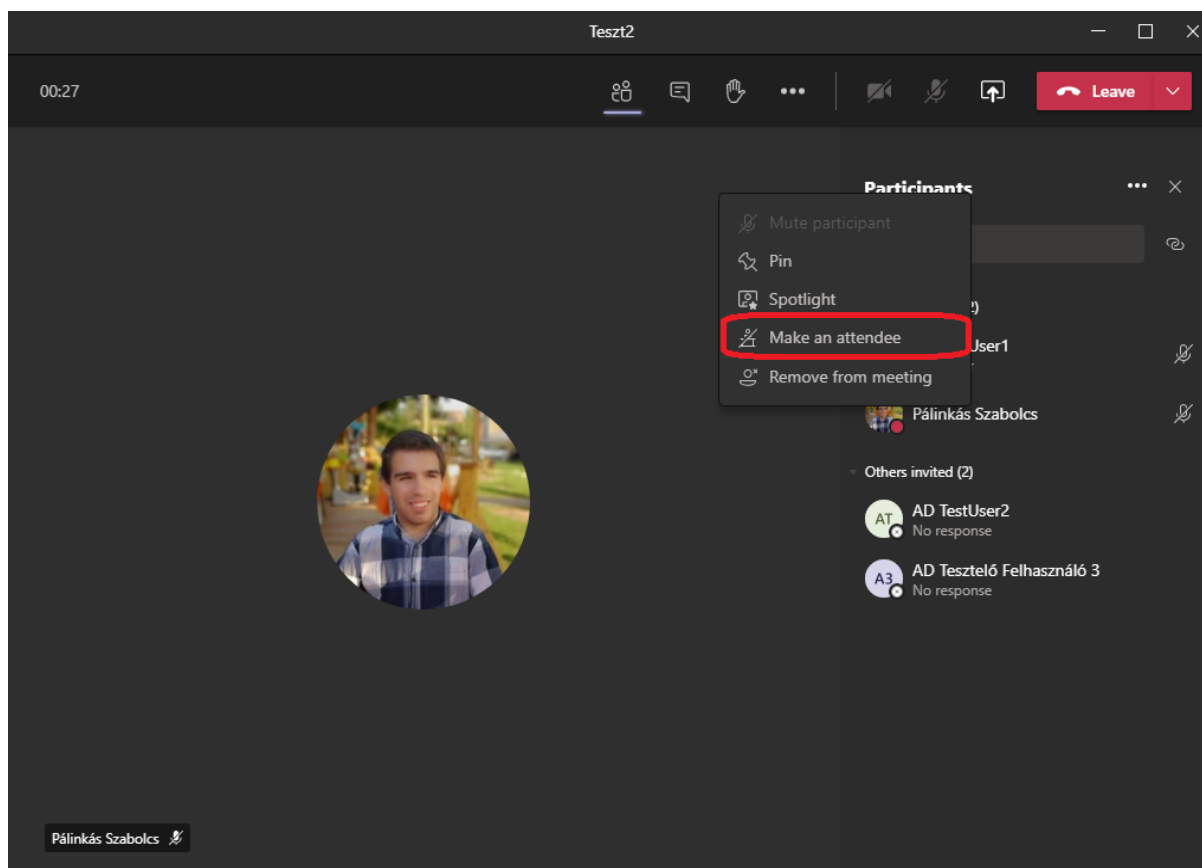 Teszt2
00:27
Leave
Participants
Mute participant
Pin
Spotlight
Make an attendee
Remove from meeting
2)
User1
Pálinkás Szabolcs
Others invited (2)
AT
AD TestUser2
No response
A3
AD Tesztelő Felhasználó 3
No response
Pálinkás Szabolcs